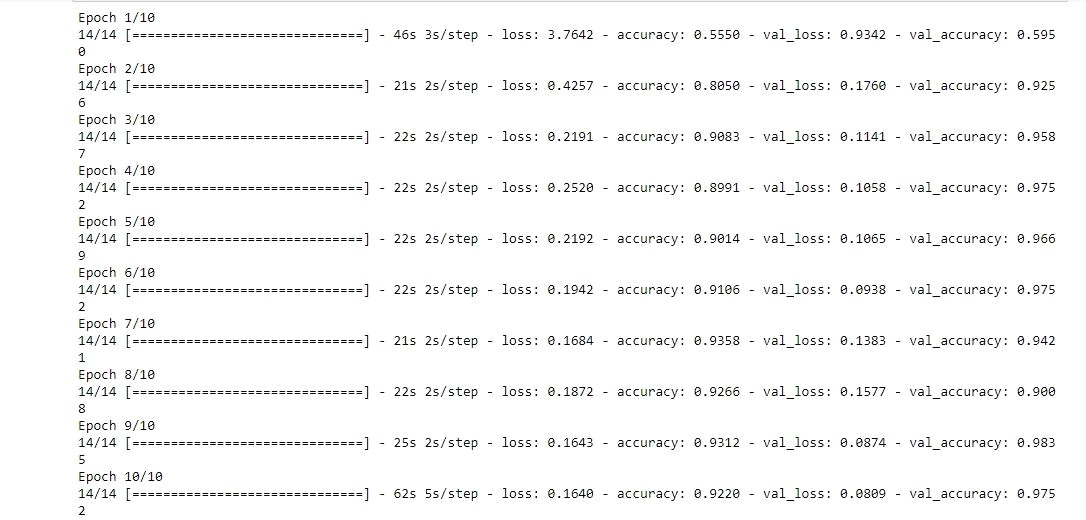 Epoch 1/10
14/14 [==============================] - 46s 3s/step - loss: 3.7642 - accuracy: 0.5550 - val_loss: 0.9342 - val_accuracy: 0.595
0
Epoch 2/10
14/14 [==============================] - 21s 2s/step - loss: 0.4257 - accuracy: 0.8050 - val_loss: 0.1760 - val_accuracy: 0.925
6
Epoch 3/10
14/14 [==============================] - 22s 2s/step - loss: 0.2191 - accuracy: 0.9083 - val_loss: 0.1141 - val_accuracy: 0.958
7
Epoch 4/10
14/14 [==============================] - 22s 2s/step - loss: 0.2520 - accuracy: 0.8991 - val_loss: 0.1058 - val_accuracy: 0.975
2
Epoch 5/10
14/14 [==============================] - 22s 2s/step - loss: 0.2192 - accuracy: 0.9014 - val_loss: 0.1065 - val_accuracy: 0.966
9
Epoch 6/10
14/14 [==============================] - 22s 2s/step - loss: 0.1942 - accuracy: 0.9106 - val_loss: 0.0938 - val_accuracy: 0.975
2
Epoch 7/10
14/14 [==============================] - 21s 2s/step - loss: 0.1684 - accuracy: 0.9358 - val_loss: 0.1383 - val_accuracy: 0.942
1
Epoch 8/10
14/14 [==============================] - 22s 2s/step - loss: 0.1872 - accuracy: 0.9266 - val_loss: 0.1577 - val_accuracy: 0.900
8
Epoch 9/10
14/14 [==============================] - 25s 2s/step - loss: 0.1643 - accuracy: 0.9312 - val_loss: 0.0874 - val_accuracy: 0.983
5
Epoch 10/10
14/14 [==============================] - 62s 5s/step - loss: 0.1640 - accuracy: 0.9220 - val_loss: 0.0809 - val_accuracy: 0.975
2